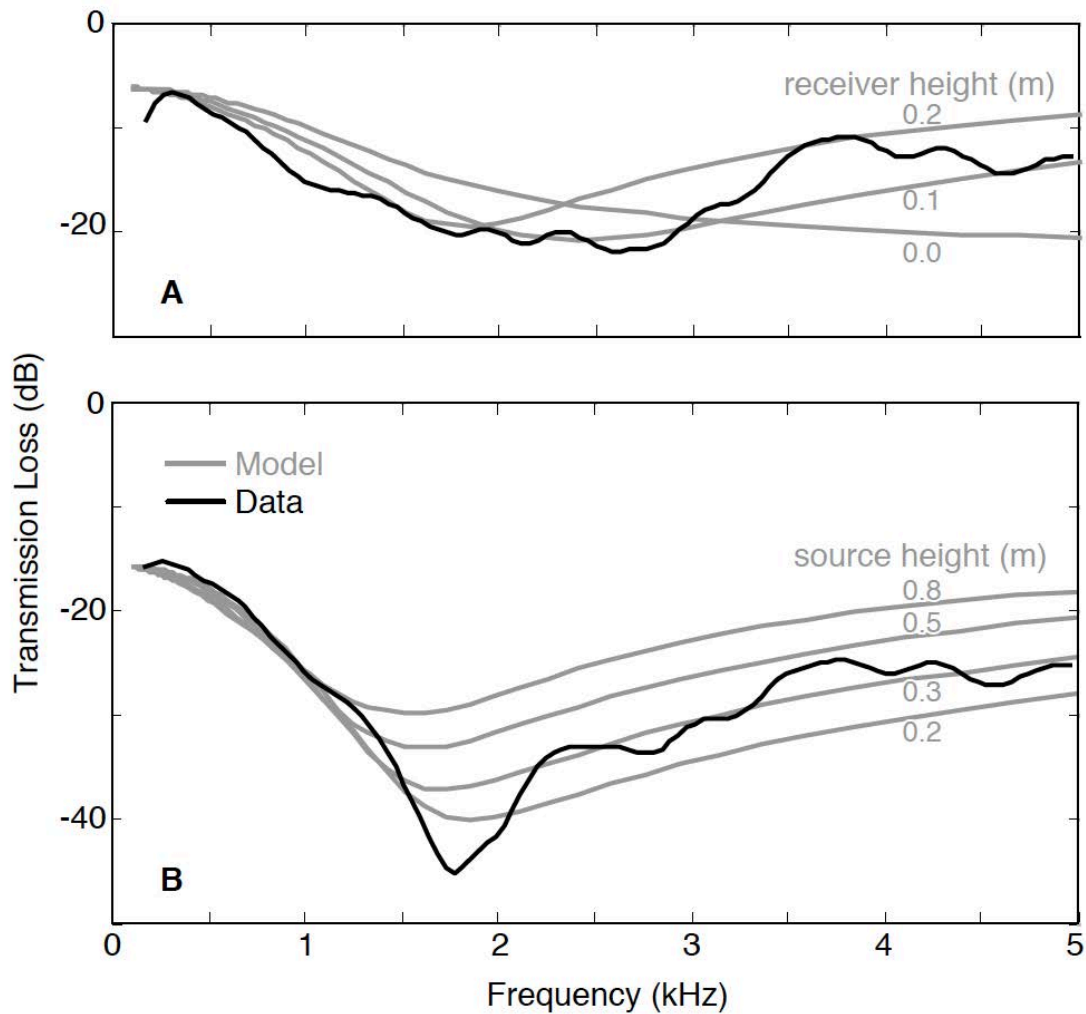 0
receiver height (m)
0.2
-10
0.1
-20
0.0
A
Transmission Loss (dB)
0
Model
Data
source height (m)
0.8
-20
0.5
0.3
0.2
-40
B
0 1 2 3 4 5
Frequency (kHz)